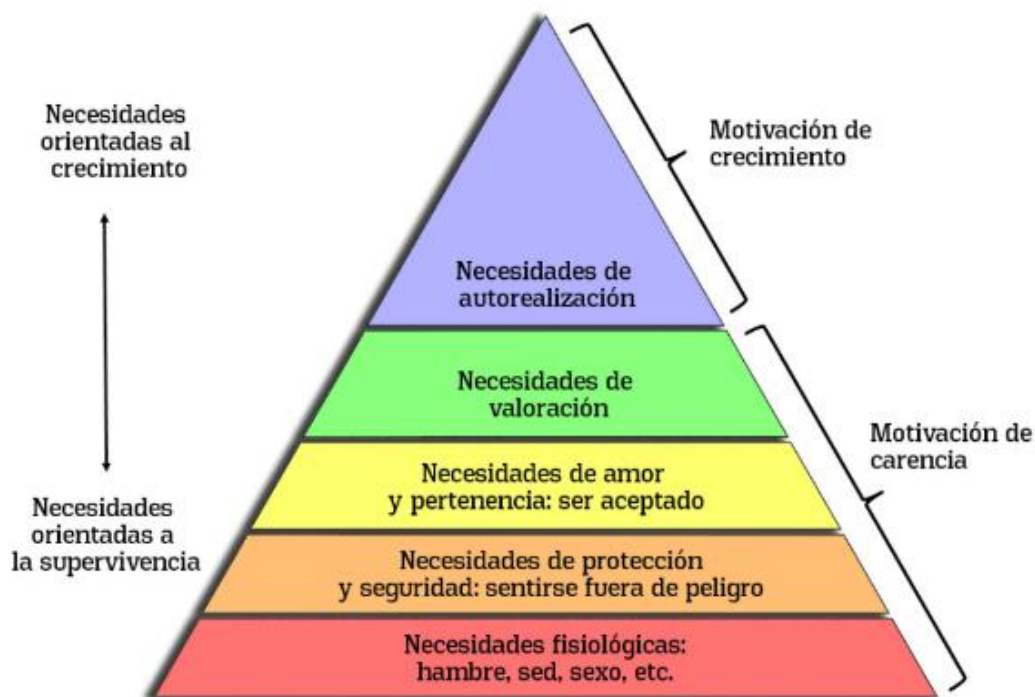 Necesidades
orientadas al
crecimiento
Necesidades
orientadas a
la supervivencia
Necesidades de
autorealización
Necesidades de
valoración
Necesidades de amor
y pertenencia: ser aceptado
Necesidades de protección
y seguridad: sentirse fuera de peligro
Necesidades fisiológicas:
hambre, sed, sexo, etc.
Motivación de
crecimiento
Motivación de
carencia